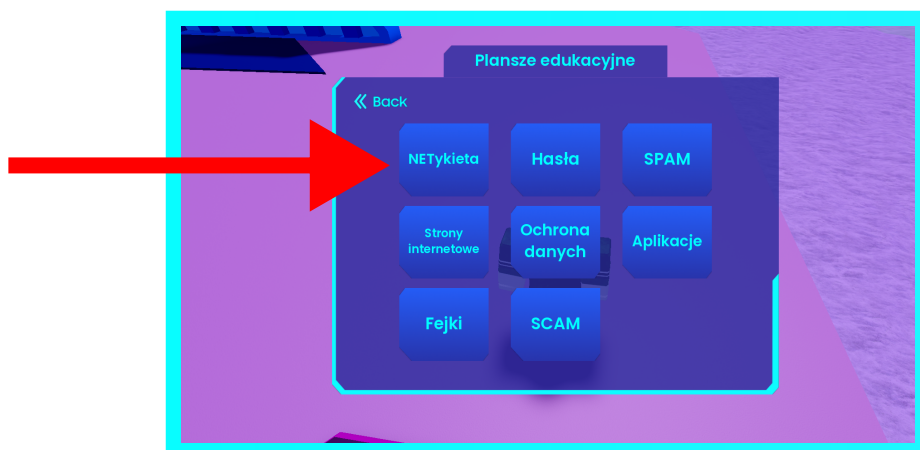 Plansze edukacyjne
Back
NETykieta
Hasła
SPAM
Strony
internetowe
Ochrona
danych
Aplikacje
Fejki
SCAM